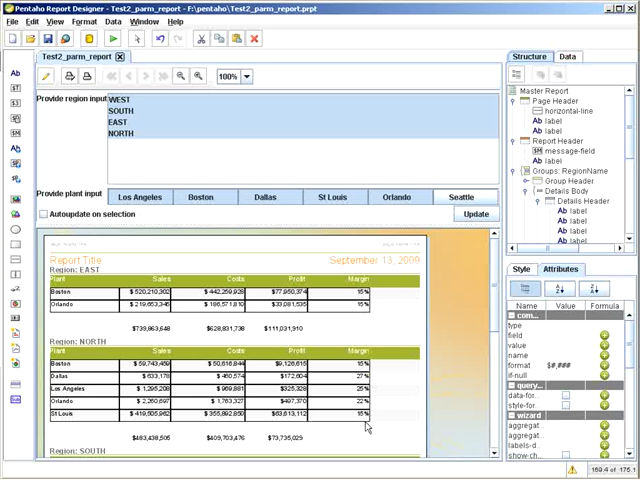 Pentaho Report Designer - Test2_parm_report - F:\pentaho\Test2_parm_report.prpt
File Edit View Format Data Window Help
Test2_parm_report
100%
Provide region input
WEST
SOUTH
EAST
NORTH
Provide plant input
Los Angeles Boston Dallas St Louis Orlando Seattle
Autoupdate on selection
Update
Report Title
September 13, 2009
Region: EAST
Plant Sales Costs Profit Margin
Boston $ 520,210,302 $ 442,259,928 $77,950,374 15%
Orlando $ 219,653,346 $ 186,571,810 $33,081,535 15%
$739,863,648 $628,831,738 $111,031,910
Region: NORTH
Plant Sales Costs Profit Margin
Boston $ 59,743,459 $ 50,616,844 $9,126,615 15%
Dallas $ 633,178 $ 460,574 $172,604 27%
Los Angeles $ 1,295,208 $ 969,881 $325,328 25%
Orlando $ 2,260,697 $ 1,763,327 $497,370 22%
St Louis $ 419,505,962 $ 355,892,850 $63,613,112 15%
$483,438,505 $409,703,476 $73,735,029
Region: SOUTH
Structure Data
Master Report
Page Header
horizontal-line
label
label
Report Header
message-field
label
Groups: RegionName
Group Header
Details Body
Details Header
label
label
label
Style Attributes
Name Value Formula
com...
type
field
value
name
format $#,###
if-null
query...
data-for..
style-for..
wizard
aggregat..
aggregat..
labels-d..
show-ch..
169.4 of 175.1
Ab